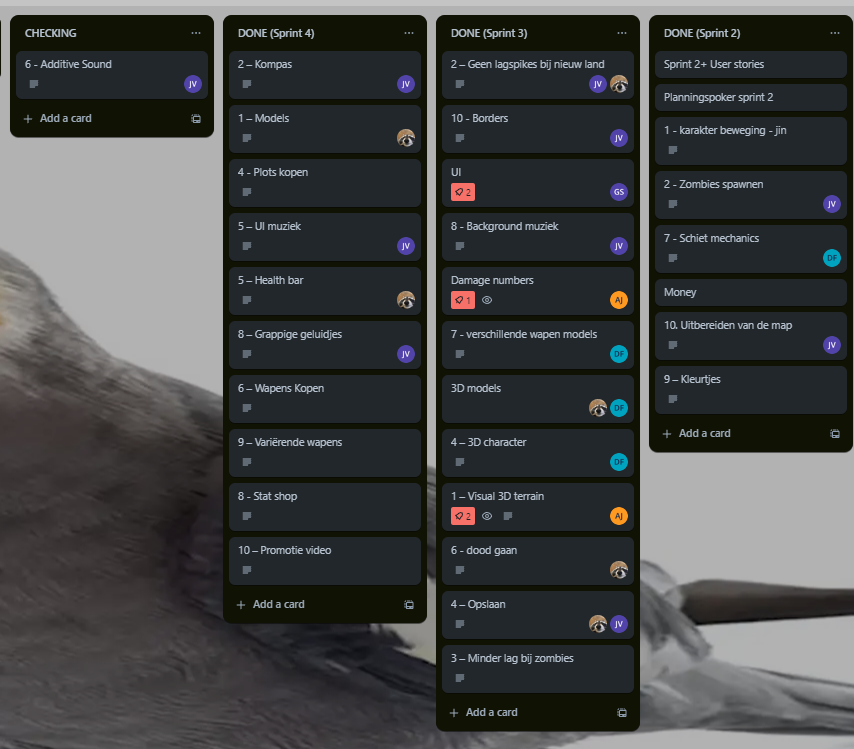 CHECKING
6 - Additive Sound
JV
Add a card
DONE (Sprint 4)
2 – Kompas
JV
1 – Models
4 - Plots kopen
5 – UI muziek
JV
5 – Health bar
8 – Grappige geluidjes
JV
6 – Wapens Kopen
9 – Variërende wapens
8 - Stat shop
10 – Promotie video
Add a card
DONE (Sprint 3)
2 – Geen lagspikes bij nieuw land
JV
10 - Borders
JV
UI
2 GS
8 - Background muziek
JV
Damage numbers
1 AJ
7 - verschillende wapen models
DF
3D models
DF
4 – 3D character
DF
1 – Visual 3D terrain
2 AJ
6 - dood gaan
4 – Opslaan
JV
3 – Minder lag bij zombies
Add a card
DONE (Sprint 2)
Sprint 2+ User stories
Planningspoker sprint 2
1 - karakter beweging - jin
2 - Zombies spawnen
JV
7 - Schiet mechanics
DF
Money
10. Uitbereiden van de map
JV
9 – Kleurtjes
Add a card